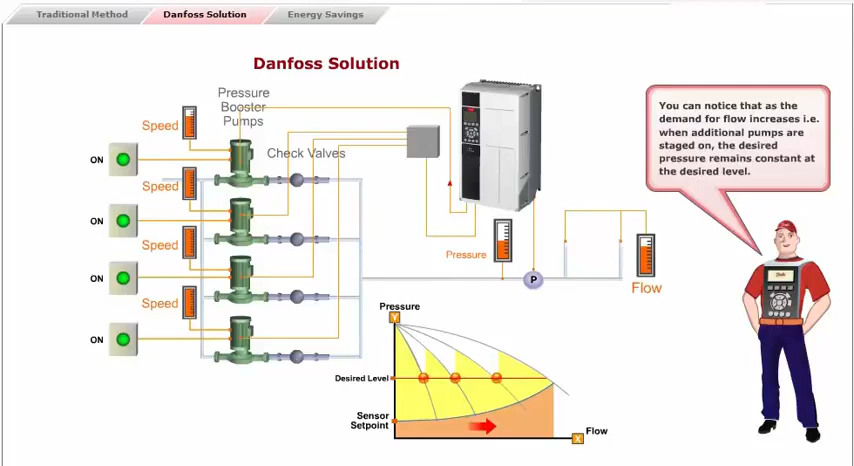 Traditional Method
Danfoss Solution
Energy Savings
Danfoss Solution
Pressure
Booster
Pumps
Speed
ON
Check Valves
Speed
ON
Speed
ON
Speed
ON
Pressure
P
Flow
You can notice that as the
demand for flow increases i.e.
when additional pumps are
staged on, the desired
pressure remains constant at
the desired level.
Pressure
Y
Desired Level
Sensor
Setpoint
Flow
X